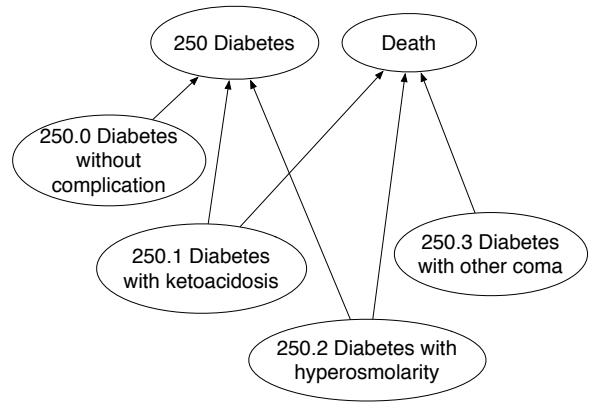 250 Diabetes
Death
250.0 Diabetes
without
complication
250.1 Diabetes
with ketoacidosis
250.3 Diabetes
with other coma
250.2 Diabetes with
hyperosmolarity